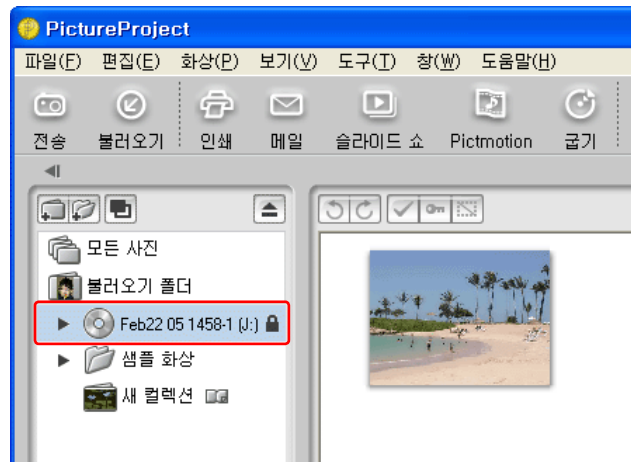 PictureProject
파일(F) 편집(E) 화상(P) 보기(V) 도구(T) 창(W) 도움말(H)
전송 불러오기 인쇄 메일 슬라이드 쇼 Pictmotion 굽기
모든 사진
불러오기 폴더
Feb22 05 1458-1 (J:)
샘플 화상
새 컬렉션